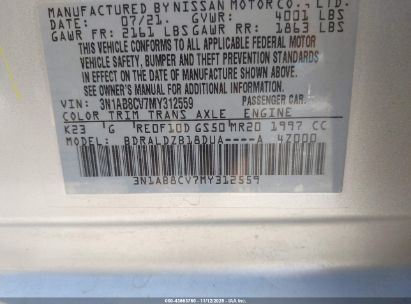 MANUFACTURED BY NISSAN MOTOR CO., LTD.
DATE: 07/21. GVWR: 4001 LBS
GAWR FR: 2161 LBS GAWR RR: 1863 LBS
THIS VEHICLE CONFORMS TO ALL APPLICABLE FEDERAL MOTOR
VEHICLE SAFETY, BUMPER AND THEFT PREVENTION STANDARDS
IN EFFECT ON THE DATE OF MANUFACTURE SHOWN ABOVE.
SEE OWNER'S MANUAL FOR ADDITIONAL INFORMATION.
VIN: 3N1AB8CV7MY312559 PASSENGER CAR
COLOR TRIM TRANS AXLE ENGINE
K23 G RE0F10D GS50 MR20 1997 CC
MODEL: BDRALDZB18DUA----A 47000
3N1AB8CV7MY312559